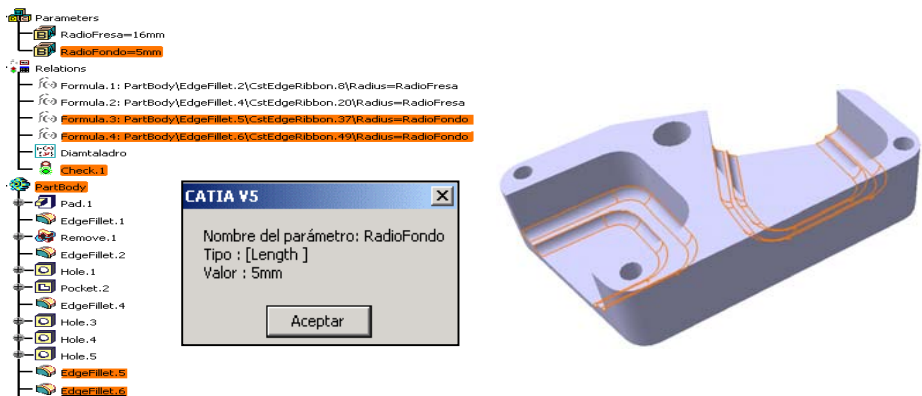 Parameters
RadioFresa=16mm
RadioFondo=5mm
Relations
f(x) Formula.1: PartBody\EdgeFillet.2\CstEdgeRibbon.8\Radius=RadioFresa
f(x) Formula.2: PartBody\EdgeFillet.4\CstEdgeRibbon.20\Radius=RadioFresa
f(x) Formula.3: PartBody\EdgeFillet.5\CstEdgeRibbon.37\Radius=RadioFondo
f(x) Formula.4: PartBody\EdgeFillet.6\CstEdgeRibbon.49\Radius=RadioFondo
Diamtaladro
Check.1
PartBody
Pad.1
EdgeFillet.1
Remove.1
EdgeFillet.2
Hole.1
Pocket.2
EdgeFillet.4
Hole.3
Hole.4
Hole.5
EdgeFillet.5
EdgeFillet.6
CATIA V5
Nombre del parámetro: RadioFondo
Tipo : [Length ]
Valor : 5mm
Aceptar